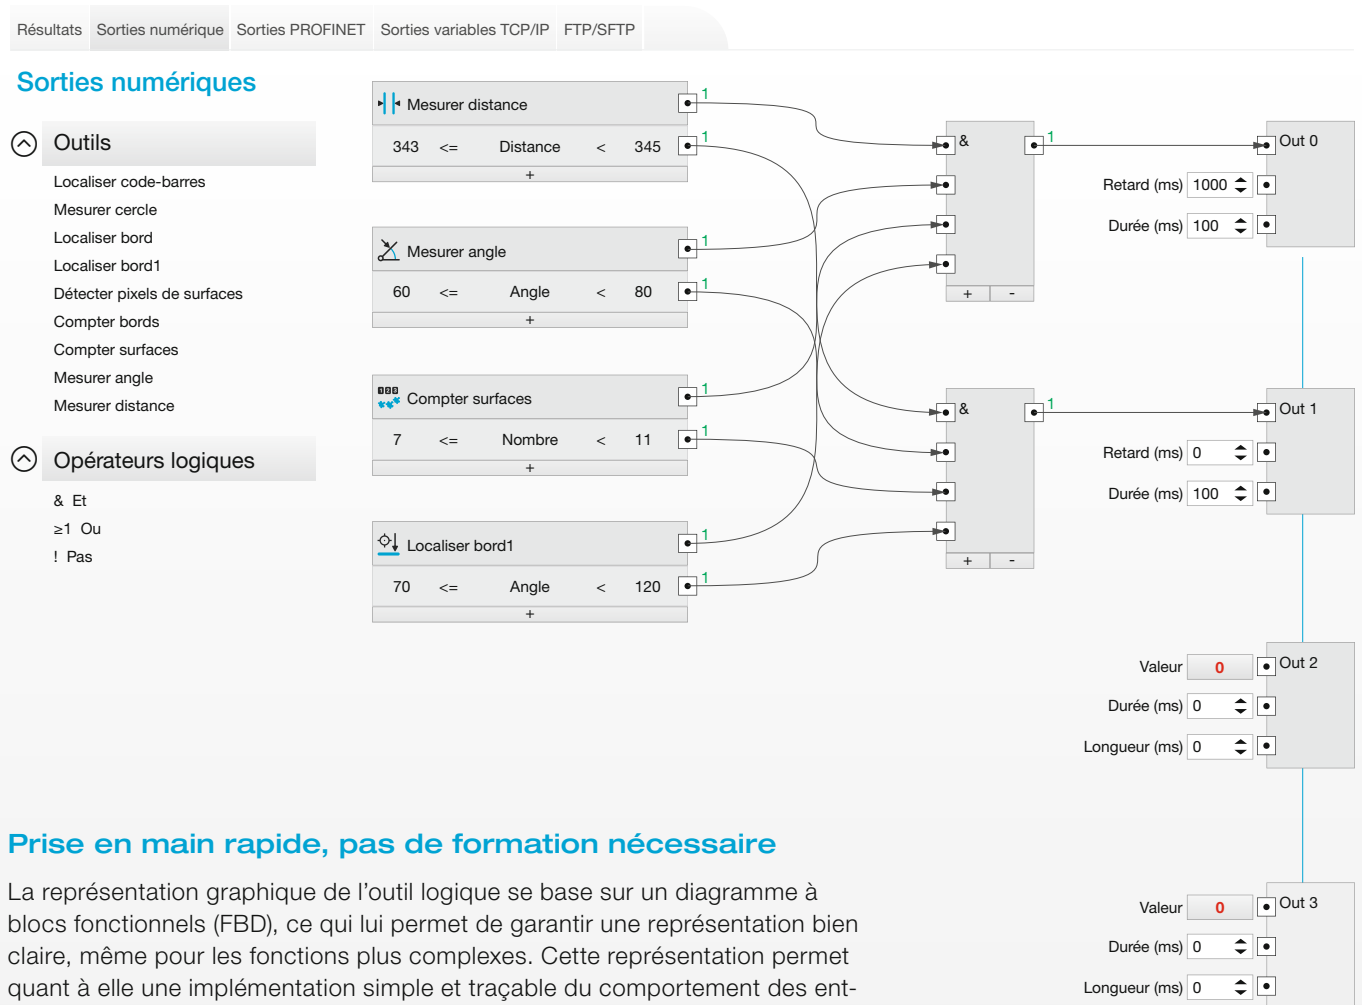 Résultats Sorties numérique Sorties PROFINET Sorties variables TCP/IP FTP/SFTP
Sorties numériques
Outils
Localiser code-barres
Mesurer cercle
Localiser bord
Localiser bord1
Détecter pixels de surfaces
Compter bords
Compter surfaces
Mesurer angle
Mesurer distance
Opérateurs logiques
& Et
≥1 Ou
! Pas
Mesurer distance 1
343 <= Distance < 345 1
+
Mesurer angle 1
60 <= Angle < 80 1
+
123 Compter surfaces 1
7 <= Nombre < 11 1
+
Localiser bord1 1
70 <= Angle < 120 1
+
& 1
+ -
& 1
+ -
Out 0
Retard (ms) 1000
Durée (ms) 100
Out 1
Retard (ms) 0
Durée (ms) 100
Valeur 0 Out 2
Durée (ms) 0
Longueur (ms) 0
Valeur 0 Out 3
Durée (ms) 0
Longueur (ms) 0
Prise en main rapide, pas de formation nécessaire
La représentation graphique de l’outil logique se base sur un diagramme à
blocs fonctionnels (FBD), ce qui lui permet de garantir une représentation bien
claire, même pour les fonctions plus complexes. Cette représentation permet
quant à elle une implémentation simple et traçable du comportement des ent-